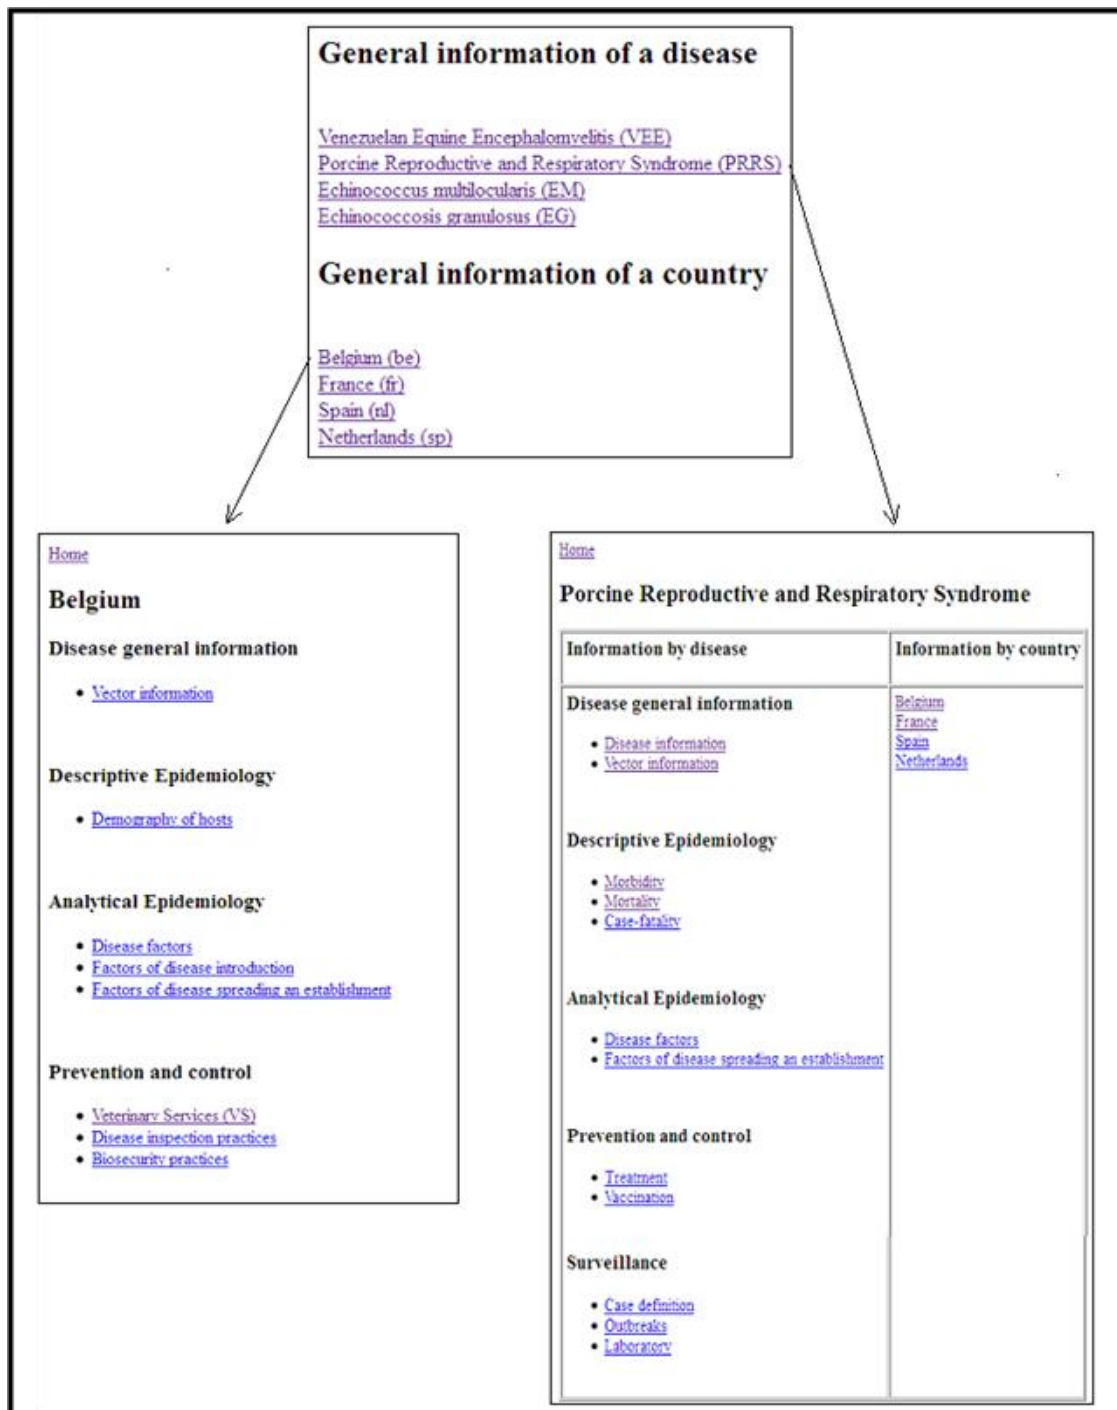 General information of a disease
Venezuelan Equine Encephalomyelitis (VEE)
Porcine Reproductive and Respiratory Syndrome (PRRS)
Echinococcus multilocularis (EM)
Echinococcosis granulosus (EG)
General information of a country
Belgium (be)
France (fr)
Spain (nl)
Netherlands (sp)
Home
Belgium
Disease general information
• Vector information
Descriptive Epidemiology
• Demography of hosts
Analytical Epidemiology
• Disease factors
• Factors of disease introduction
• Factors of disease spreading an establishment
Prevention and control
• Veterinary Services (VS)
• Disease inspection practices
• Biosecurity practices
Home
Porcine Reproductive and Respiratory Syndrome
Information by disease
Disease general information
• Disease information
• Vector information
Descriptive Epidemiology
• Morbidity
• Mortality
• Case-fatality
Analytical Epidemiology
• Disease factors
• Factors of disease spreading an establishment
Prevention and control
• Treatment
• Vaccination
Surveillance
• Case definition
• Outbreaks
• Laboratory
Information by country
Belgium
France
Spain
Netherlands